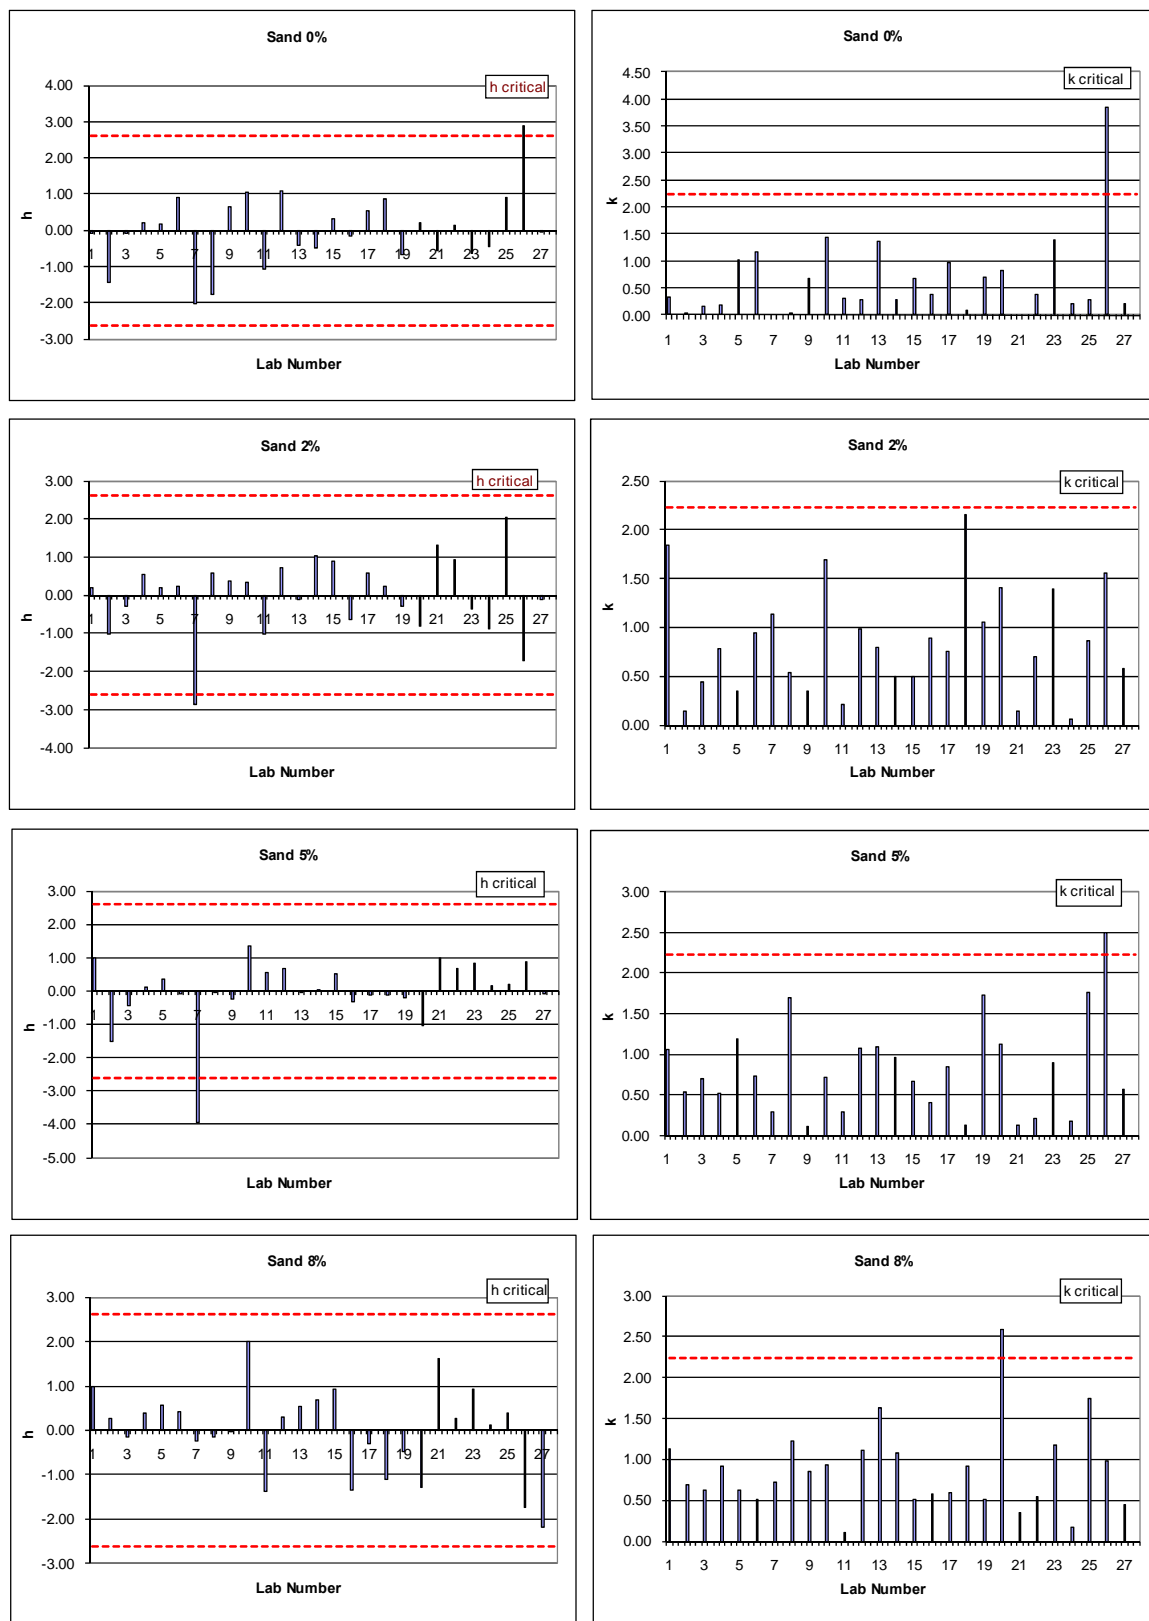 Sand 0%
h critical
4.00
3.00
2.00
1.00
0.00
-1.00
-2.00
-3.00
h
1 3 5 7 9 11 13 15 17 19 21 23 25 27
Lab Number
Sand 0%
k critical
4.50
4.00
3.50
3.00
2.50
2.00
1.50
1.00
0.50
0.00
k
1 3 5 7 9 11 13 15 17 19 21 23 25 27
Lab Number
Sand 2%
h critical
3.00
2.00
1.00
0.00
-1.00
-2.00
-3.00
-4.00
h
1 3 5 7 9 11 13 15 17 19 21 23 25 27
Lab Number
Sand 2%
k critical
2.50
2.00
1.50
1.00
0.50
0.00
k
1 3 5 7 9 11 13 15 17 19 21 23 25 27
Lab Number
Sand 5%
h critical
3.00
2.00
1.00
0.00
-1.00
-2.00
-3.00
-4.00
-5.00
h
1 3 5 7 9 11 13 15 17 19 21 23 25 27
Lab Number
Sand 5%
k critical
3.00
2.50
2.00
1.50
1.00
0.50
0.00
k
1 3 5 7 9 11 13 15 17 19 21 23 25 27
Lab Number
Sand 8%
h critical
3.00
2.00
1.00
0.00
-1.00
-2.00
-3.00
h
1 3 5 7 9 11 13 15 17 19 21 23 25 27
Lab Number
Sand 8%
k critical
3.00
2.50
2.00
1.50
1.00
0.50
0.00
k
1 3 5 7 9 11 13 15 17 19 21 23 25 27
Lab Number